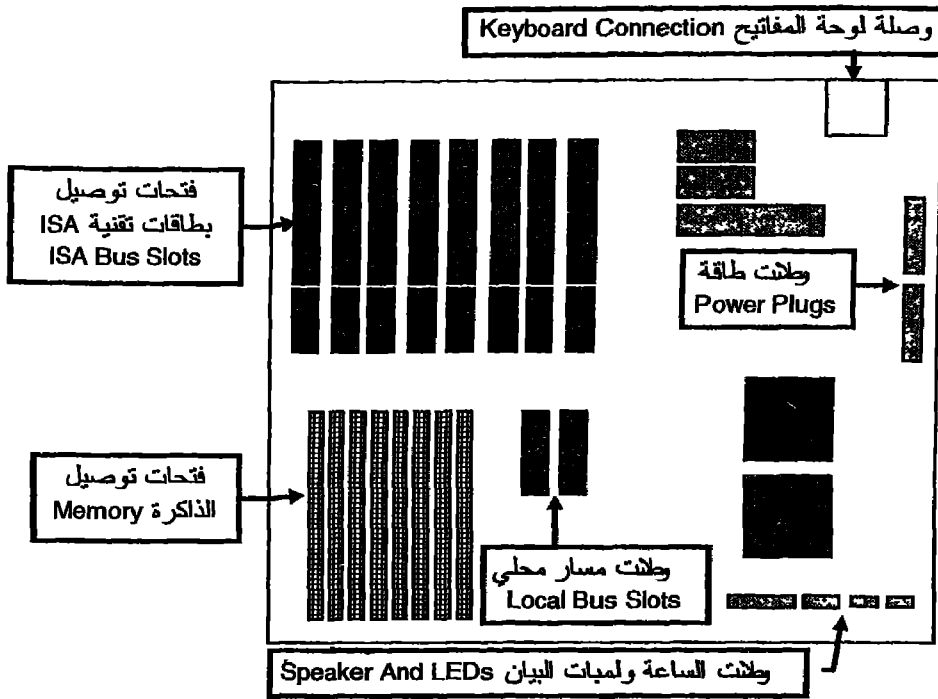 وصلة لوحة المفاتيح Keyboard Connection
فتحات توصيل
بطاقات تقنية ISA
ISA Bus Slots
وصلات طاقة
Power Plugs
فتحات توصيل
الذاكرة Memory
وصلات مسار محلي
Local Bus Slots
وصلات الساعة ولمبات البيان Speaker And LEDs